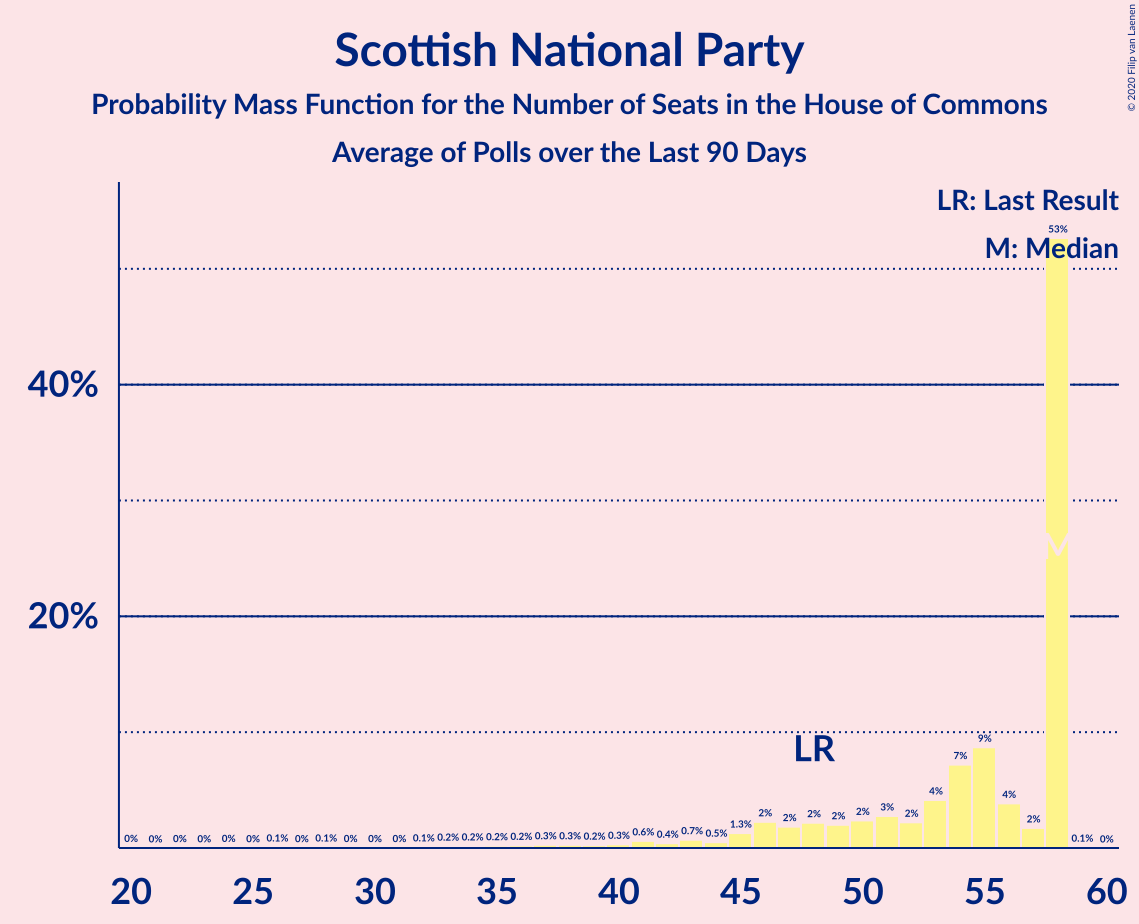 Scottish National Party
Probability Mass Function for the Number of Seats in the House of Commons
Average of Polls over the Last 90 Days
© 2020 Filip van Laenen
LR: Last Result
53%
M: Median
40%
20%
LR
0% 0% 0% 0% 0% 0% 0.1% 0% 0.1% 0% 0% 0% 0.1% 0.2% 0.2% 0.2% 0.2% 0.3% 0.3% 0.2% 0.3% 0.6% 0.4% 0.7% 0.5% 1.3% 2% 2% 2% 2% 2% 3% 2% 4% 7% 9% 4% 2% 0.1% 0%
20 25 30 35 40 45 50 55 60